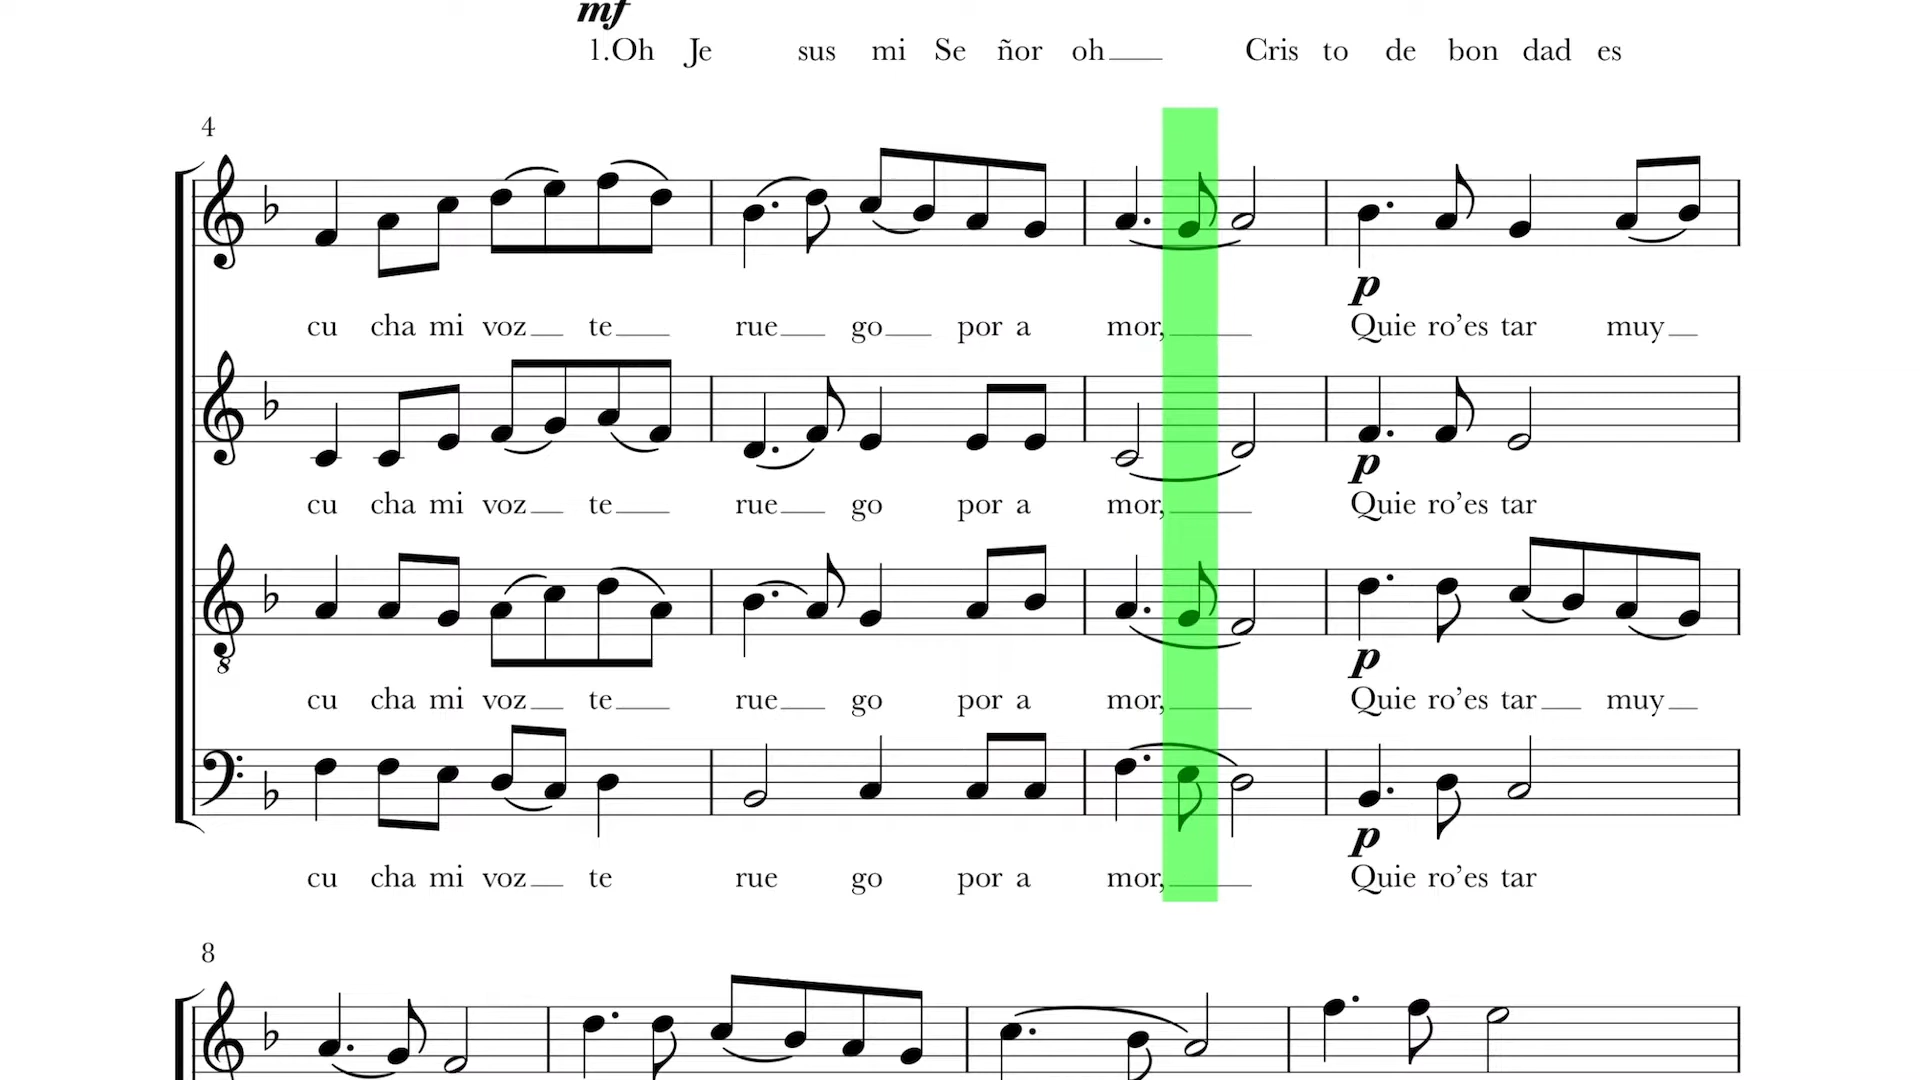 mf
1.Oh Je sus mi Se ñor oh Cris to de bon dad es
4
p
cu cha mi voz te rue go por a mor, Quie ro’es tar muy
p
cu cha mi voz te rue go por a mor, Quie ro’es tar
8
p
cu cha mi voz te rue go por a mor, Quie ro’es tar muy
p
cu cha mi voz te rue go por a mor, Quie ro’es tar
8